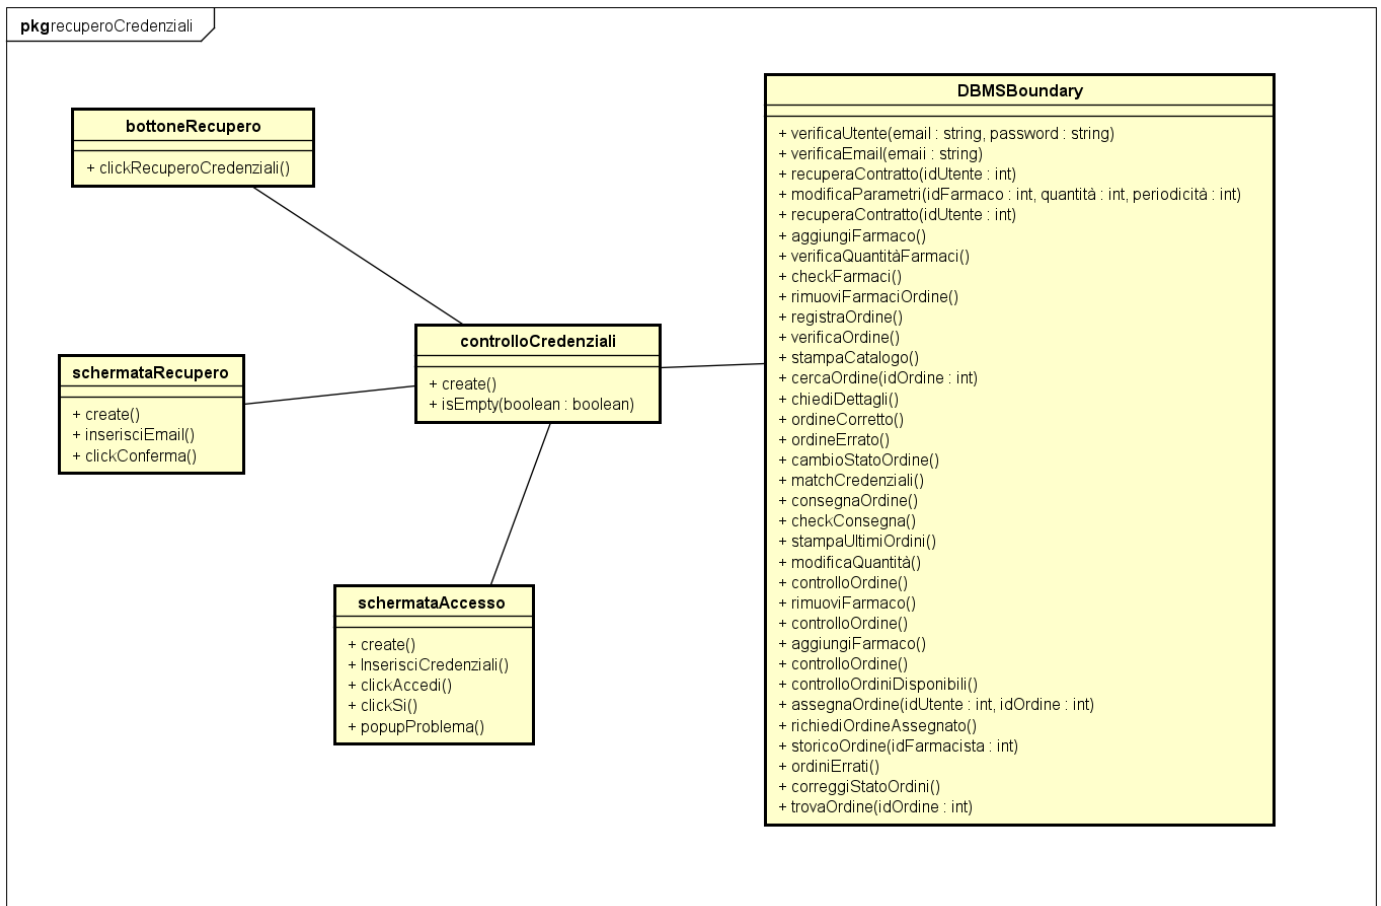 pkg recuperoCredenziali
bottoneRecupero
+ clickRecuperoCredenziali()
schermataRecupero
+ create()
+ inserisciEmail()
+ clickConferma()
controlloCredenziali
+ create()
+ isEmpty(boolean : boolean)
schermataAccesso
+ create()
+ InserisciCredenziali()
+ clickAccedi()
+ clickSi()
+ popupProblema()
DBMSBoundary
+ verificaUtente(email : string, password : string)
+ verificaEmail(emaii : string)
+ recuperaContratto(idUtente : int)
+ modificaParametri(idFarmaco : int, quantità : int, periodicità : int)
+ recuperaContratto(idUtente : int)
+ aggiungiFarmaco()
+ verificaQuantitàFarmaci()
+ checkFarmaci()
+ rimuoviFarmaciOrdine()
+ registraOrdine()
+ verificaOrdine()
+ stampaCatalogo()
+ cercaOrdine(idOrdine : int)
+ chiediDettagli()
+ ordineCorretto()
+ ordineErrato()
+ cambioStatoOrdine()
+ matchCredenziali()
+ consegnaOrdine()
+ checkConsegna()
+ stampaUltimiOrdini()
+ modificaQuantità()
+ controlloOrdine()
+ rimuoviFarmaco()
+ controlloOrdine()
+ aggiungiFarmaco()
+ controlloOrdine()
+ controlloOrdiniDisponibili()
+ assegnaOrdine(idUtente : int, idOrdine : int)
+ richiediOrdineAssegnato()
+ storicoOrdine(idFarmacista : int)
+ ordiniErrati()
+ correggiStatoOrdini()
+ trovaOrdine(idOrdine : int)